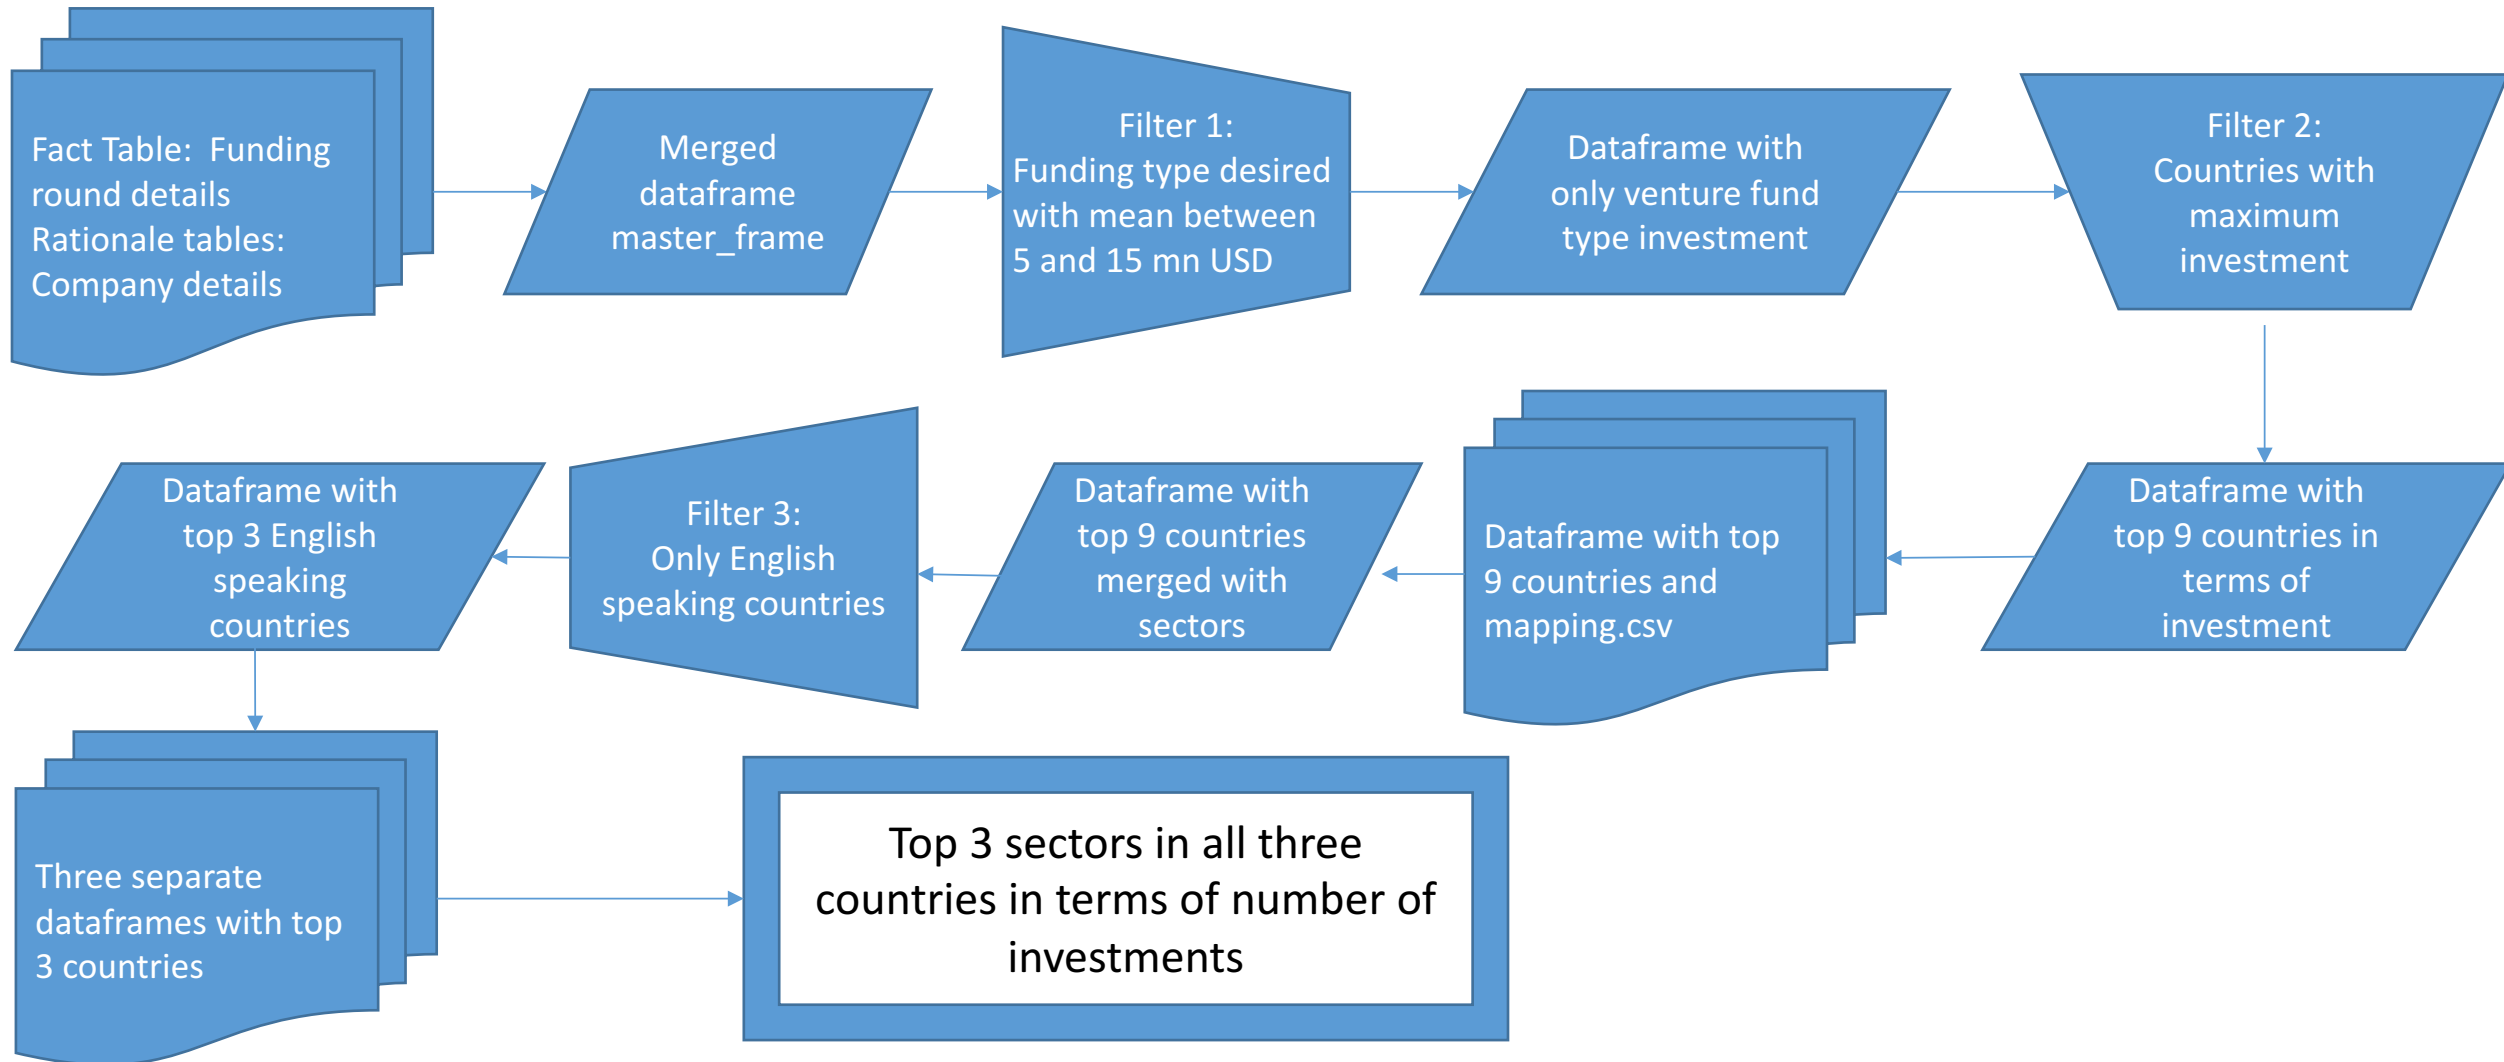 Fact Table:  Funding
round details
Rationale tables:
Company details
Merged
dataframe
master_frame
Filter 1:
Funding type desired
with mean between
5 and 15 mn USD
Dataframe with
only venture fund
type investment
Filter 2:
Countries with
maximum
investment
Dataframe with
top 9 countries in
terms of
investment
Dataframe with top
9 countries and
mapping.csv
Dataframe with
top 9 countries
merged with
sectors
Filter 3:
Only English
speaking countries
Dataframe with
top 3 English
speaking
countries
Three separate
dataframes with top
3 countries
Top 3 sectors in all three
countries in terms of number of
investments